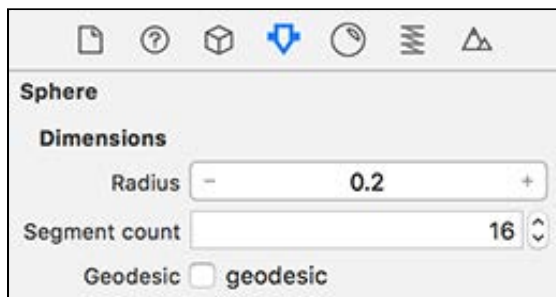 Sphere
Dimensions
Radius − 0.2 +
Segment count 16
Geodesic geodesic